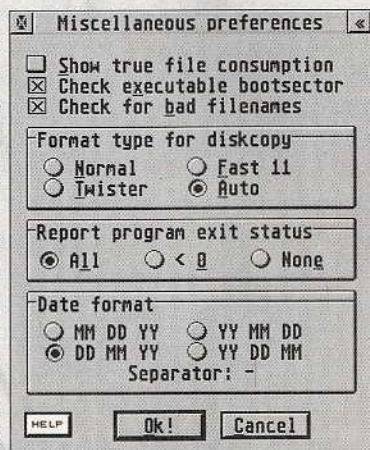 Miscellaneous preferences
Show true file consumption
Check executable bootsector
Check for bad filenames
Format type for diskcopy
Normal Fast 11
Twister Auto
Report program exit status
All < 0 None
Date format
MM DD YY YY MM DD
DD MM YY YY DD MM
Separator: -
HELP Ok! Cancel